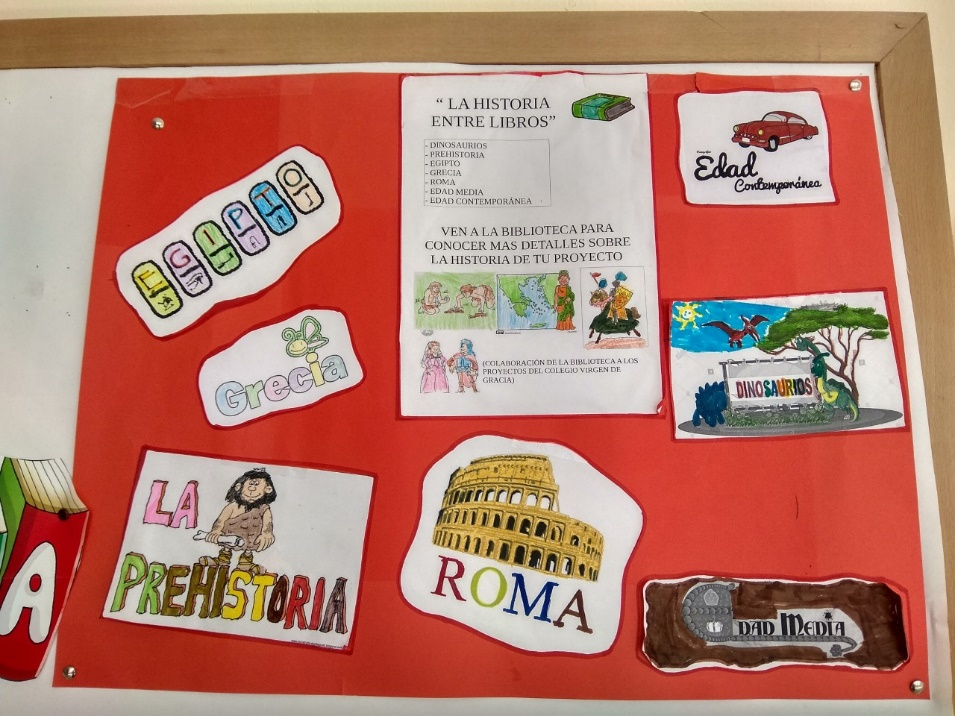 “ LA HISTORIA
ENTRE LIBROS”
- DINOSAURIOS
- PREHISTORIA
- EGIPTO
- GRECIA
- ROMA
- EDAD MEDIA
- EDAD CONTEMPORÁNEA
VEN A LA BIBLIOTECA PARA
CONOCER MAS DETALLES SOBRE
LA HISTORIA DE TU PROYECTO
(COLABORACIÓN DE LA BIBLIOTECA A LOS
PROYECTOS DEL COLEGIO VIRGEN DE
GRACIA)
Edad
Contemporánea
EGIPTO
Grecia
DINOSAURIOS
LA
PREHISTORIA
ROMA
EDAD MEDIA
A